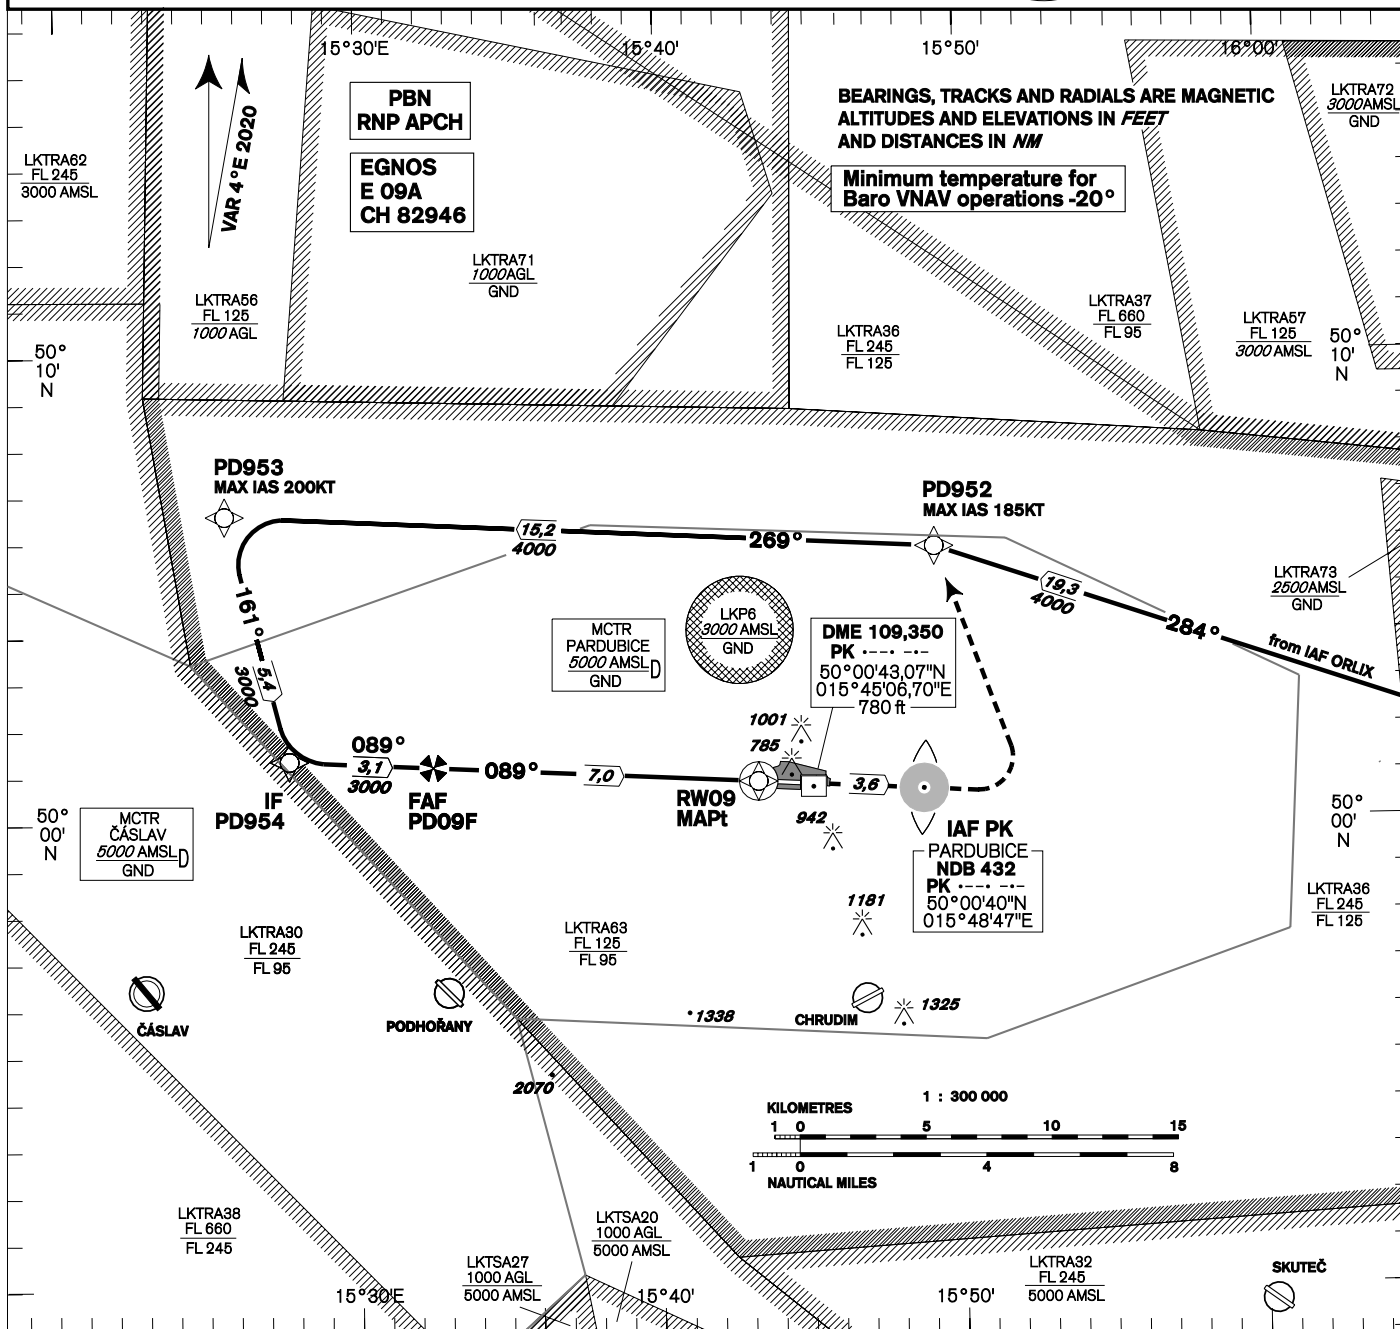 15°30'E
15°40'
15°50'
16°00'
VAR 4°E 2020
PBN
RNP APCH
EGNOS
E 09A
CH 82946
BEARINGS, TRACKS AND RADIALS ARE MAGNETIC
ALTITUDES AND ELEVATIONS IN FEET
AND DISTANCES IN NM
Minimum temperature for
Baro VNAV operations -20°
LKTRA72
3000AMSL
GND
LKTRA62
FL 245
3000 AMSL
LKTRA71
1000AGL
GND
LKTRA56
FL 125
1000 AGL
LKTRA36
FL 245
FL 125
LKTRA37
FL 660
FL 95
LKTRA57
FL 125
3000 AMSL
50°
10'
N
50°
10'
N
PD953
MAX IAS 200KT
PD952
MAX IAS 185KT
15,2
4000
269°
19,3
4000
284°
from IAF ORLIX
LKTRA73
2500AMSL
GND
161°
5,4
3000
MCTR
PARDUBICE
5000 AMSL
GND
D
LKP6
3000 AMSL
GND
DME 109,350
PK ·--· -·-
50°00'43,07"N
015°45'06,70"E
780 ft
1001
785
089°
3,1
3000
089°
7,0
3,6
IF
PD954
FAF
PD09F
RW09
MAPt
942
IAF PK
PARDUBICE
NDB 432
PK ·--· -·-
50°00'40"N
015°48'47"E
50°
00'
N
50°
00'
N
MCTR
ČÁSLAV
5000 AMSL
GND
D
1181
LKTRA36
FL 245
FL 125
LKTRA30
FL 245
FL 95
LKTRA63
FL 125
FL 95
ČÁSLAV
PODHOŘANY
1338
CHRUDIM
1325
2070
1 : 300 000
KILOMETRES
1 0 5 10 15
1 0 4 8
NAUTICAL MILES
LKTRA38
FL 660
FL 245
LKTSA20
1000 AGL
5000 AMSL
LKTSA27
1000 AGL
5000 AMSL
LKTRA32
FL 245
5000 AMSL
SKUTEČ
15°30'E
15°40'
15°50'